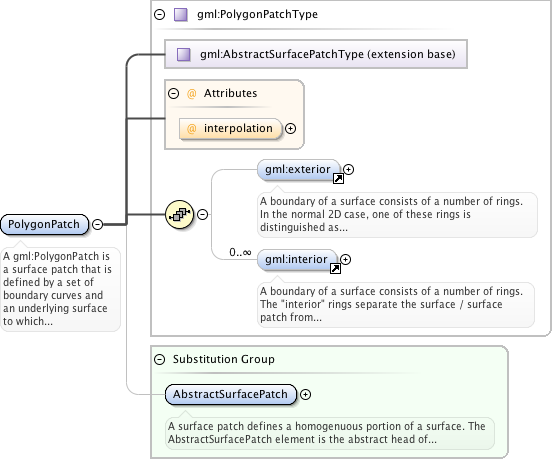 gml:PolygonPatchType
gml:AbstractSurfacePatchType (extension base)
@ Attributes
@ interpolation
gml:exterior
A boundary of a surface consists of a number of rings.
In the normal 2D case, one of these rings is
distinguished as...
0..∞
gml:interior
A boundary of a surface consists of a number of rings.
The "interior" rings separate the surface / surface
patch from...
PolygonPatch
A gml:PolygonPatch is
a surface patch that is
defined by a set of
boundary curves and
an underlying surface
to which...
Substitution Group
AbstractSurfacePatch
A surface patch defines a homogenuous portion of a surface. The
AbstractSurfacePatch element is the abstract head of...